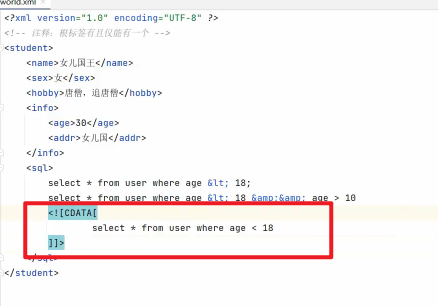 world.xml
<?xml version="1.0" encoding="UTF-8" ?>
<!-- 注释：根标签有且仅能有一个 -->
<student>
<name>女儿国王</name>
<sex>女</sex>
<hobby>唐僧，追唐僧</hobby>
<info>
<age>30</age>
<addr>女儿国</addr>
</info>
<sql>
select * from user where age &lt; 18;
select * from user where age &lt; 18 &amp;&amp; age > 10
<![CDATA[
select * from user where age < 18
]]>
</sql>
</student>